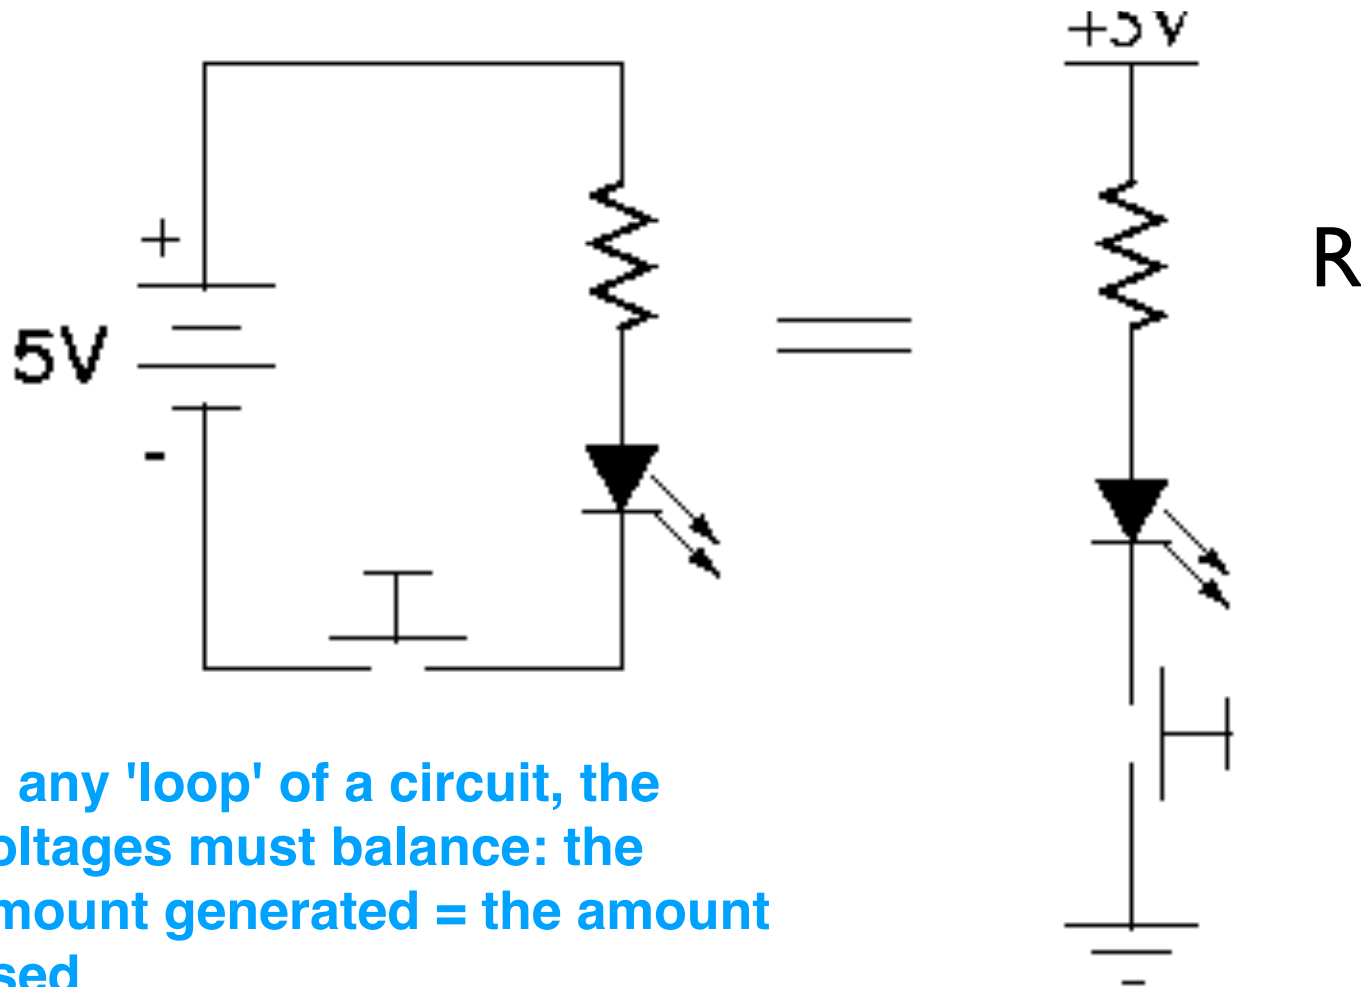 +5V
+
5V
R
-
any 'loop' of a circuit, the
oltages must balance: the
mount generated = the amount
sed